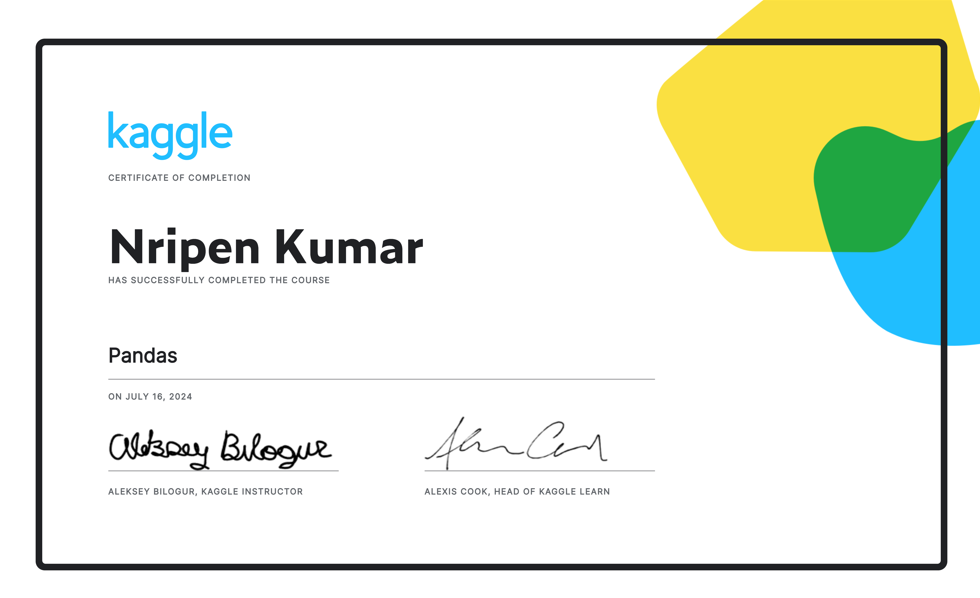 kaggle
CERTIFICATE OF COMPLETION
Nripen Kumar
HAS SUCCESSFULLY COMPLETED THE COURSE
Pandas
ON JULY 16, 2024
Aleksey Bilogur
ALEKSEY BILOGUR, KAGGLE INSTRUCTOR
ALEXIS COOK, HEAD OF KAGGLE LEARN